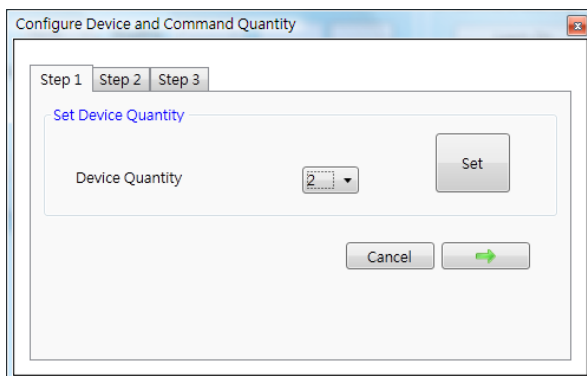 Configure Device and Command Quantity
Step 1 Step 2 Step 3
Set Device Quantity
Device Quantity 2 Set
Cancel